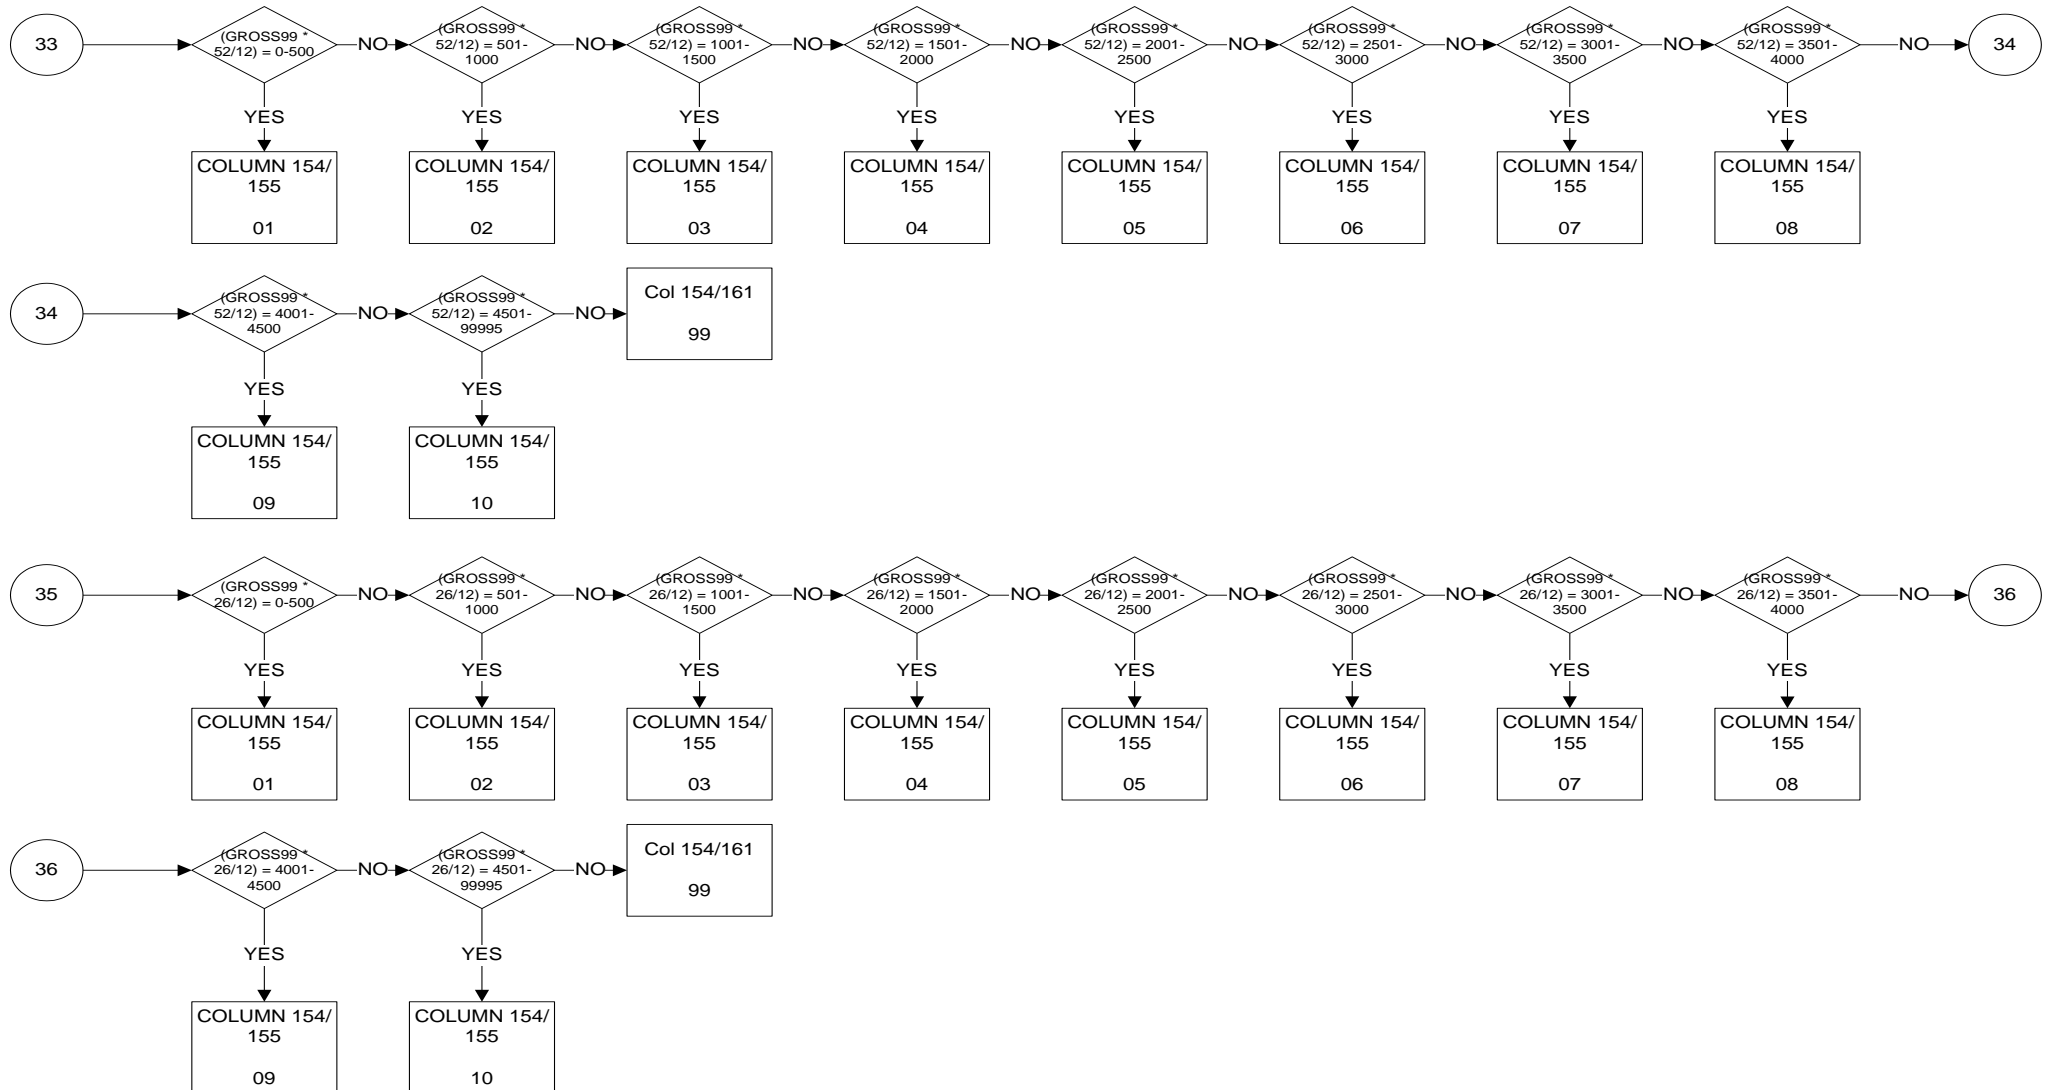 33
(GROSS99 *
52/12) = 0-500
NO
(GROSS99 *
52/12) = 501-
1000
NO
(GROSS99 *
52/12) = 1001-
1500
NO
(GROSS99 *
52/12) = 1501-
2000
NO
(GROSS99 *
52/12) = 2001-
2500
NO
(GROSS99 *
52/12) = 2501-
3000
NO
(GROSS99 *
52/12) = 3001-
3500
NO
(GROSS99 *
52/12) = 3501-
4000
NO
34
YES
YES
YES
YES
YES
YES
YES
YES
COLUMN 154/
155
01
COLUMN 154/
155
02
COLUMN 154/
155
03
COLUMN 154/
155
04
COLUMN 154/
155
05
COLUMN 154/
155
06
COLUMN 154/
155
07
COLUMN 154/
155
08
34
(GROSS99 *
52/12) = 4001-
4500
NO
(GROSS99 *
52/12) = 4501-
99995
NO
Col 154/161
99
YES
YES
COLUMN 154/
155
09
COLUMN 154/
155
10
35
(GROSS99 *
26/12) = 0-500
NO
(GROSS99 *
26/12) = 501-
1000
NO
(GROSS99 *
26/12) = 1001-
1500
NO
(GROSS99 *
26/12) = 1501-
2000
NO
(GROSS99 *
26/12) = 2001-
2500
NO
(GROSS99 *
26/12) = 2501-
3000
NO
(GROSS99 *
26/12) = 3001-
3500
NO
(GROSS99 *
26/12) = 3501-
4000
NO
36
YES
YES
YES
YES
YES
YES
YES
YES
COLUMN 154/
155
01
COLUMN 154/
155
02
COLUMN 154/
155
03
COLUMN 154/
155
04
COLUMN 154/
155
05
COLUMN 154/
155
06
COLUMN 154/
155
07
COLUMN 154/
155
08
36
(GROSS99 *
26/12) = 4001-
4500
NO
(GROSS99 *
26/12) = 4501-
99995
NO
Col 154/161
99
YES
YES
COLUMN 154/
155
09
COLUMN 154/
155
10